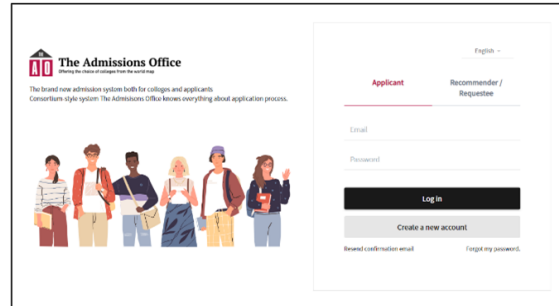 THE
AO
The Admissions Office
Offering the choice of colleges from the world map.
The brand new admission system both for colleges and applicants
Consortium-style system The Admissions Office knows everything about application process.
English
Applicant
Recommender /
Requestee
Email
Password
Log in
Create a new account
Resend confirmation email
Forgot my password.